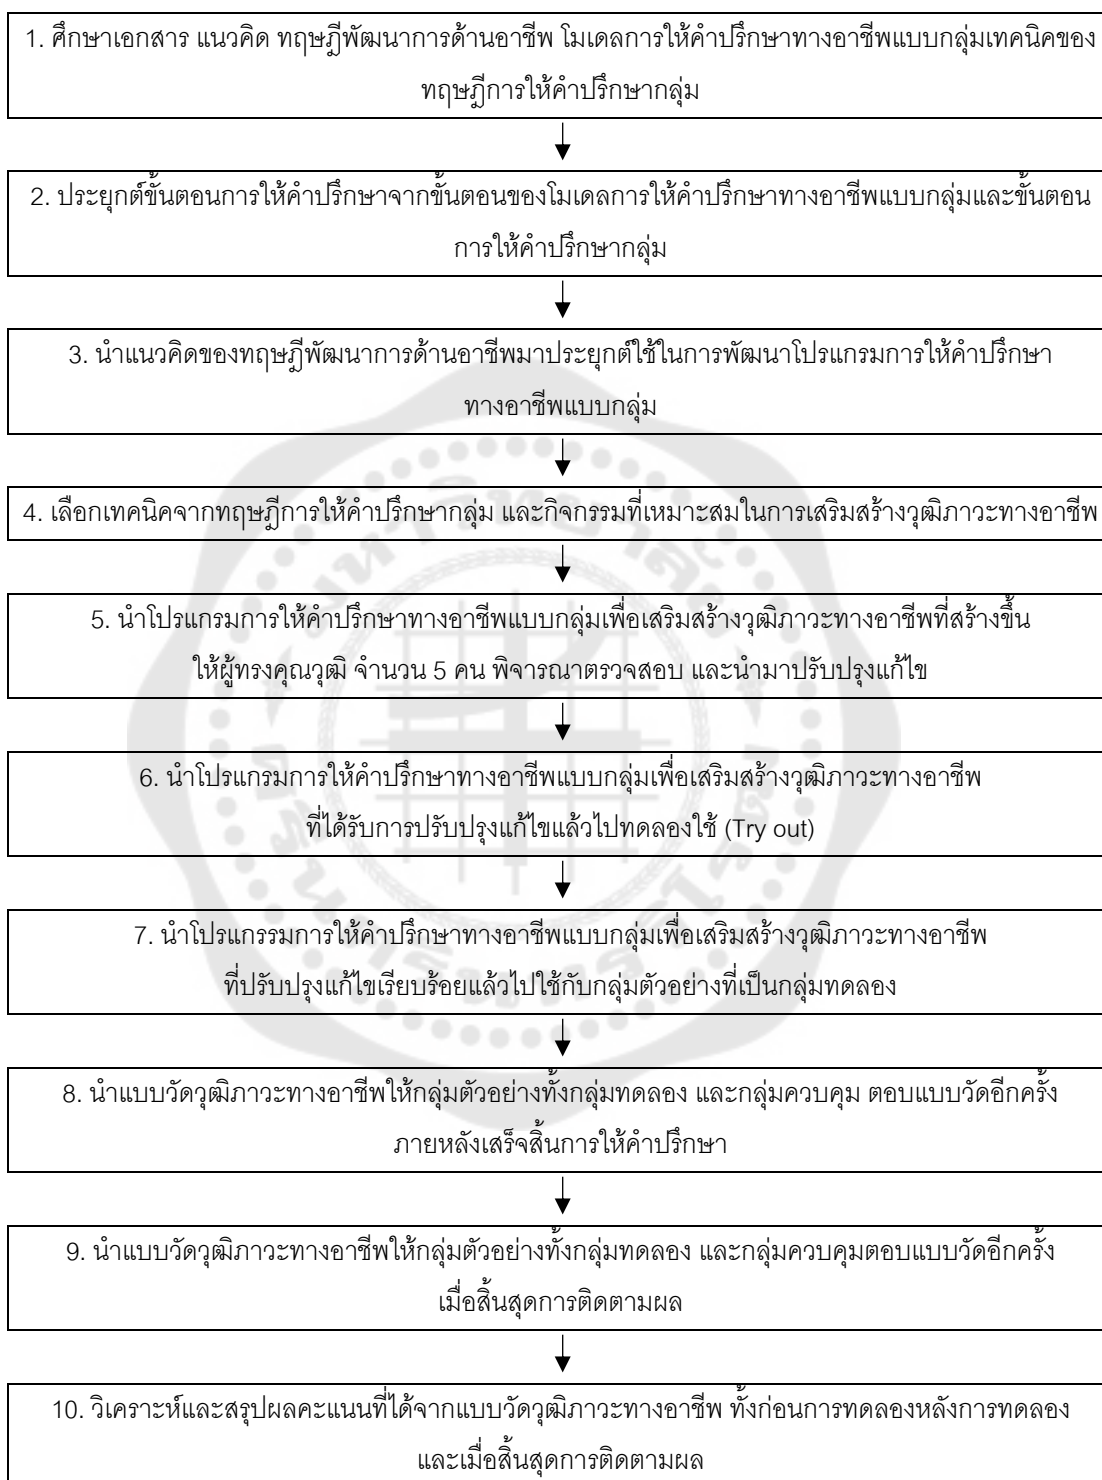 1. ศึกษาเอกสาร แนวคิด ทฤษฎีพัฒนาการด้านอาชีพ โมเดลการให้คำปรึกษาทางอาชีพแบบกลุ่มเทคนิคของ
ทฤษฎีการให้คำปรึกษากลุ่ม
2. ประยุกต์ขั้นตอนการให้คำปรึกษาจากขั้นตอนของโมเดลการให้คำปรึกษาทางอาชีพแบบกลุ่มและขั้นตอน
การให้คำปรึกษากลุ่ม
3. นำแนวคิดของทฤษฎีพัฒนาการด้านอาชีพมาประยุกต์ใช้ในการพัฒนาโปรแกรมการให้คำปรึกษา
ทางอาชีพแบบกลุ่ม
4. เลือกเทคนิคจากทฤษฎีการให้คำปรึกษากลุ่ม และกิจกรรมที่เหมาะสมในการเสริมสร้างวุฒิภาวะทางอาชีพ
5. นำโปรแกรมการให้คำปรึกษาทางอาชีพแบบกลุ่มเพื่อเสริมสร้างวุฒิภาวะทางอาชีพที่สร้างขึ้น
ให้ผู้ทรงคุณวุฒิ จำนวน 5 คน พิจารณาตรวจสอบ และนำมาปรับปรุงแก้ไข
6. นำโปรแกรมการให้คำปรึกษาทางอาชีพแบบกลุ่มเพื่อเสริมสร้างวุฒิภาวะทางอาชีพ
ที่ได้รับการปรับปรุงแก้ไขแล้วไปทดลองใช้ (Try out)
7. นำโปรแกรรมการให้คำปรึกษาทางอาชีพแบบกลุ่มเพื่อเสริมสร้างวุฒิภาวะทางอาชีพ
ที่ปรับปรุงแก้ไขเรียบร้อยแล้วไปใช้กับกลุ่มตัวอย่างที่เป็นกลุ่มทดลอง
8. นำแบบวัดวุฒิภาวะทางอาชีพให้กลุ่มตัวอย่างทั้งกลุ่มทดลอง และกลุ่มควบคุม ตอบแบบวัดอีกครั้ง
ภายหลังเสร็จสิ้นการให้คำปรึกษา
9. นำแบบวัดวุฒิภาวะทางอาชีพให้กลุ่มตัวอย่างทั้งกลุ่มทดลอง และกลุ่มควบคุมตอบแบบวัดอีกครั้ง
เมื่อสิ้นสุดการติดตามผล
10. วิเคราะห์และสรุปผลคะแนนที่ได้จากแบบวัดวุฒิภาวะทางอาชีพ ทั้งก่อนการทดลองหลังการทดลอง
และเมื่อสิ้นสุดการติดตามผล
มหาวิทยาลัย
ศรีนครินทรวิโรฒ